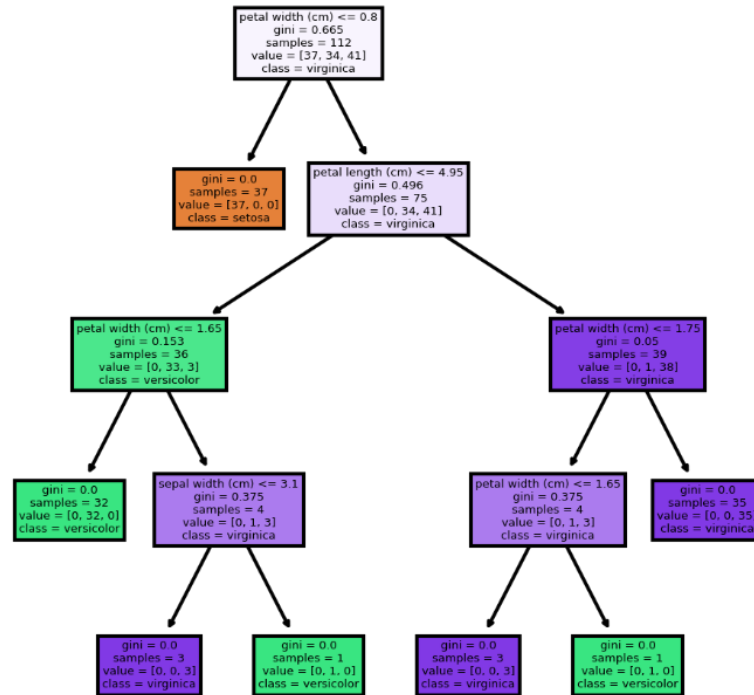 petal width (cm) <= 0.8
gini = 0.665
samples = 112
value = [37, 34, 41]
class = virginica
gini = 0.0
samples = 37
value = [37, 0, 0]
class = setosa
petal length (cm) <= 4.95
gini = 0.496
samples = 75
value = [0, 34, 41]
class = virginica
petal width (cm) <= 1.65
gini = 0.153
samples = 36
value = [0, 33, 3]
class = versicolor
petal width (cm) <= 1.75
gini = 0.05
samples = 39
value = [0, 1, 38]
class = virginica
gini = 0.0
samples = 32
value = [0, 32, 0]
class = versicolor
sepal width (cm) <= 3.1
gini = 0.375
samples = 4
value = [0, 1, 3]
class = virginica
petal width (cm) <= 1.65
gini = 0.375
samples = 4
value = [0, 1, 3]
class = virginica
gini = 0.0
samples = 35
value = [0, 0, 35]
class = virginica
gini = 0.0
samples = 3
value = [0, 0, 3]
class = virginica
gini = 0.0
samples = 1
value = [0, 1, 0]
class = versicolor
gini = 0.0
samples = 3
value = [0, 0, 3]
class = virginica
gini = 0.0
samples = 1
value = [0, 1, 0]
class = versicolor